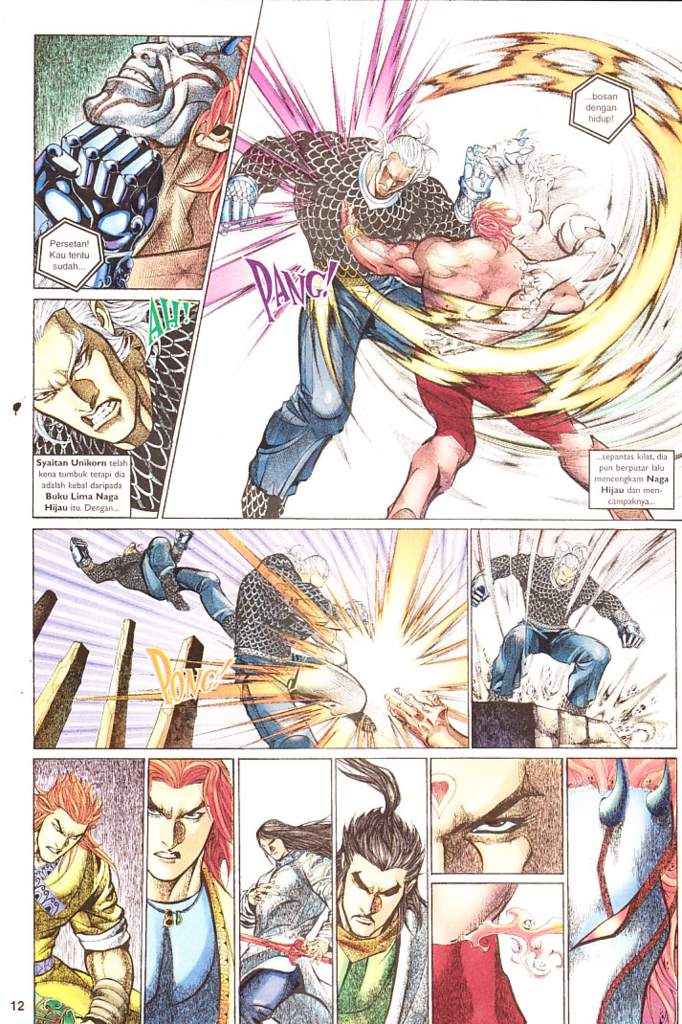 Persetan!
Kau tentu
sudah...
...bosan
dengan
hidup!
PANG!
AH!
Syaitan Unikorn telah
kena tumbuk tetapi dia
adalah kebal daripada
Buku Lima Naga
Hijau itu. Dengan...
...sepantas kilat, dia
pun berputar lalu
mencengkam Naga
Hijau dan men-
campaknya...
PONG!
12